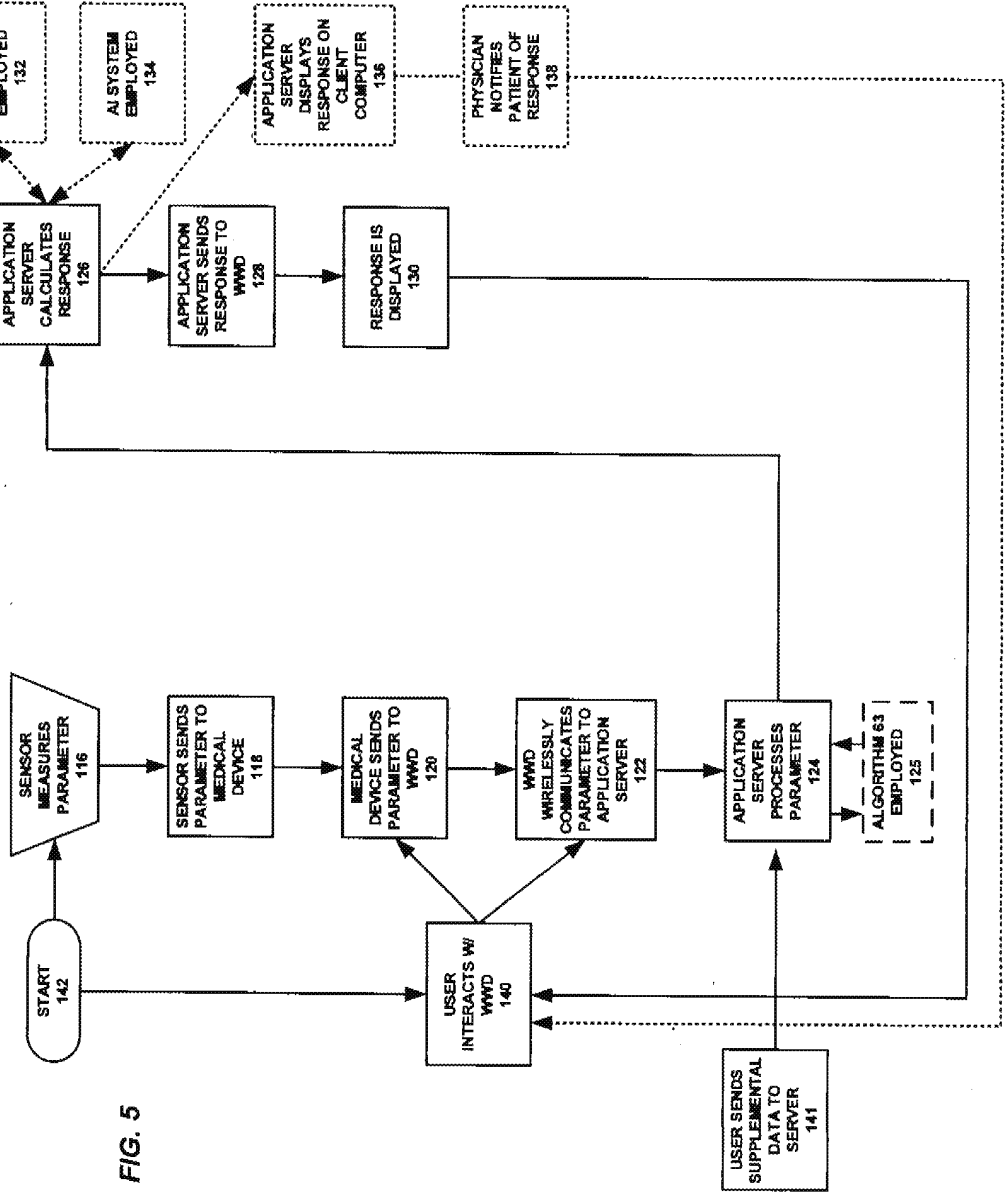 FIG. 5
START
142
SENSOR
MEASURES
PARAMETER
116
SENSOR SENDS
PARAMETER TO
MEDICAL
DEVICE
118
MEDICAL
DEVICE SENDS
PARAMETER TO
WWD
120
WWD
WIRELESSLY
COMMUNICATES
PARAMETER TO
APPLICATION
SERVER
122
APPLICATION
SERVER
PROCESSES
PARAMETER
124
ALGORITHM 63
EMPLOYED
125
USER
INTERACTS W/
WWD
140
USER SENDS
SUPPLEMENTAL
DATA TO
SERVER
141
APPLICATION
SERVER
CALCULATES
RESPONSE
126
APPLICATION
SERVER SENDS
RESPONSE TO
WWD
128
RESPONSE IS
DISPLAYED
130
EMPLOYED
132
AI SYSTEM
EMPLOYED
134
APPLICATION
SERVER
DISPLAYS
RESPONSE ON
CLIENT
COMPUTER
136
PHYSICIAN
NOTIFIES
PATIENT OF
RESPONSE
138